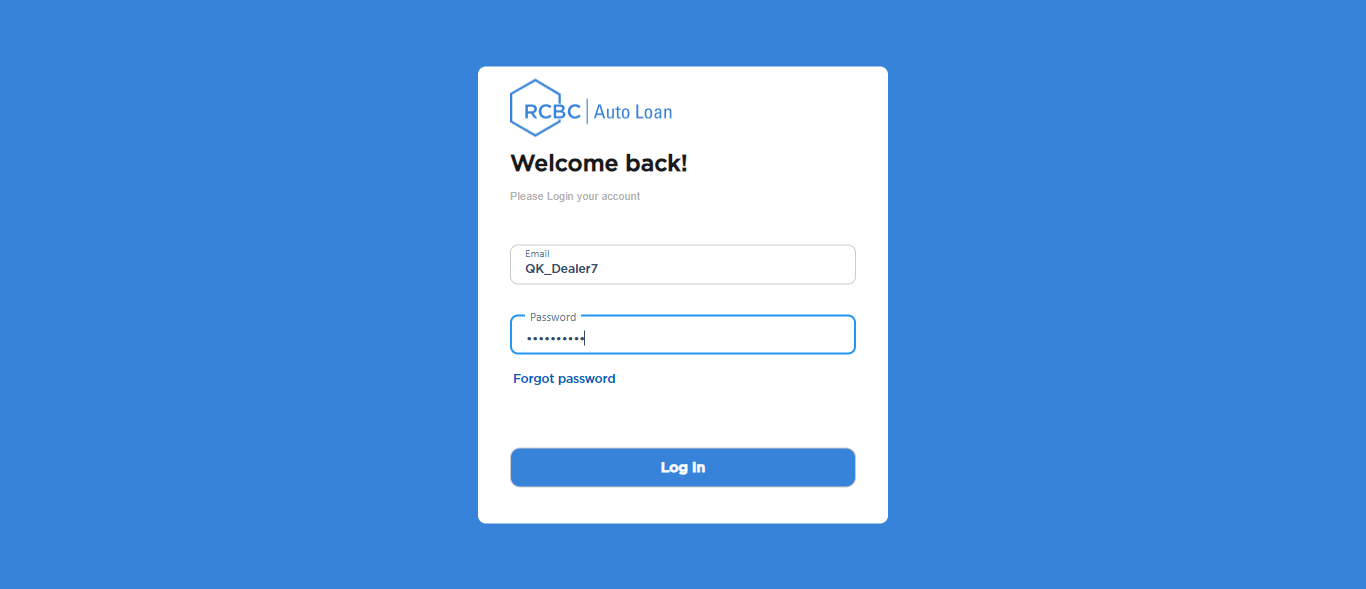 RCBC Auto Loan
Welcome back!
Please Login your account
Email
QK_Dealer7
Password
••••••••••
Forgot password
Log In